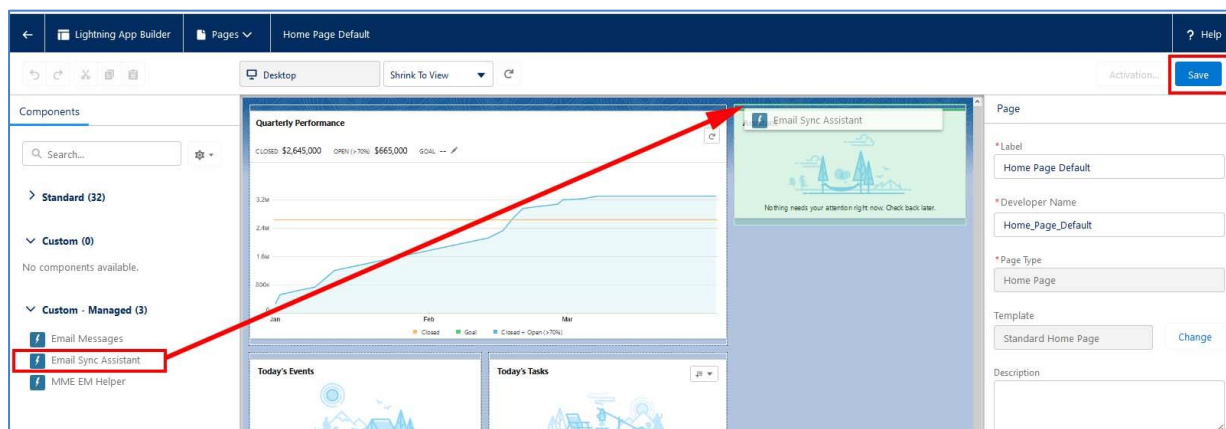 Lightning App Builder
Pages
Home Page Default
? Help
Desktop
Shrink To View
Activation...
Save
Components
Search...
Standard (32)
Custom (0)
No components available.
Custom - Managed (3)
Email Messages
Email Sync Assistant
MME EM Helper
Quarterly Performance
CLOSED $2,645,000 OPEN (>70%) $665,000 GOAL --
3.2M
2.4M
1.6M
800K
0
Jan Feb Mar
Closed Goal Closed + Open (>70%)
Today's Events
Today's Tasks
Email Sync Assistant
Nothing needs your attention right now. Check back later.
Page
*Label
Home Page Default
*Developer Name
Home_Page_Default
*Page Type
Home Page
Template
Standard Home Page
Change
Description